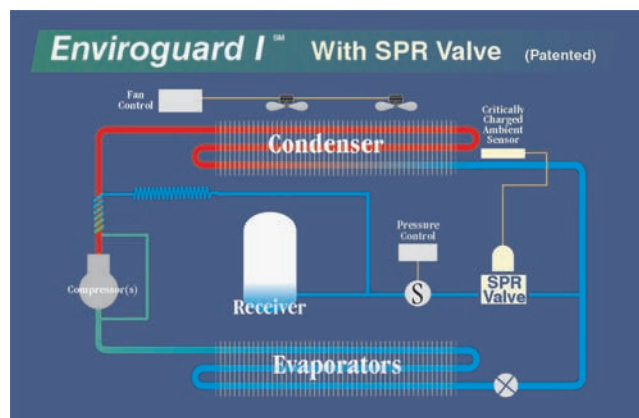 Enviroguard I SM With SPR Valve (Patented)
Fan
Control
Critically
Charged
Ambient
Sensor
Condenser
Pressure
Control
Compressor(s)
Receiver
S
SPR
Valve
Evaporators